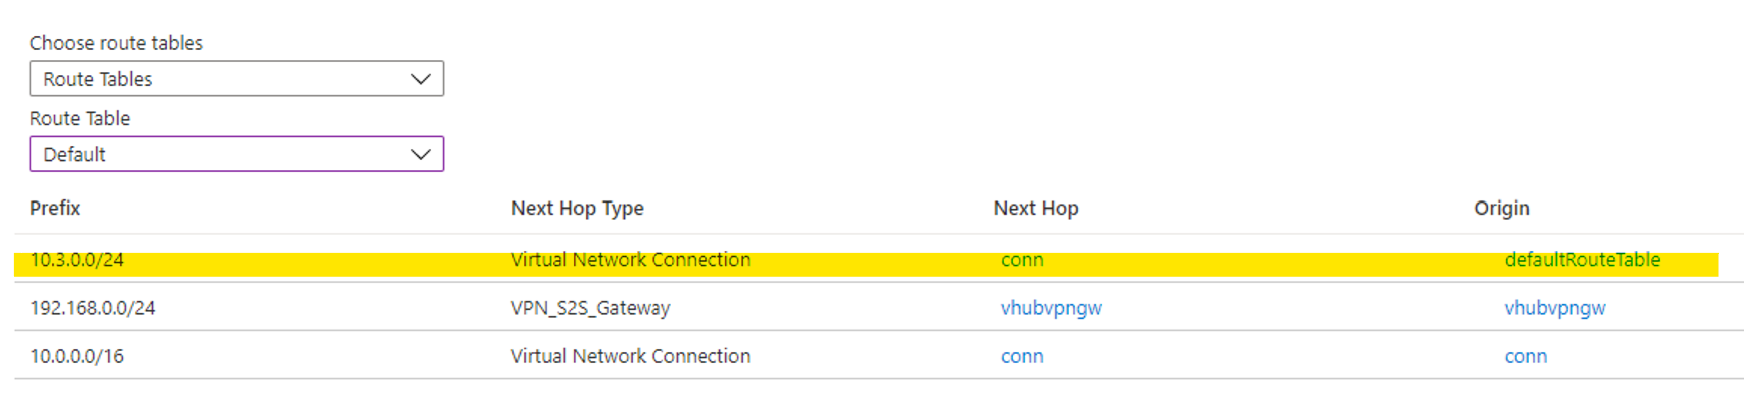 Choose route tables
Route Tables
Route Table
Default
Prefix Next Hop Type Next Hop Origin
10.3.0.0/24 Virtual Network Connection conn defaultRouteTable
192.168.0.0/24 VPN_S2S_Gateway vhubvpngw vhubvpngw
10.0.0.0/16 Virtual Network Connection conn conn